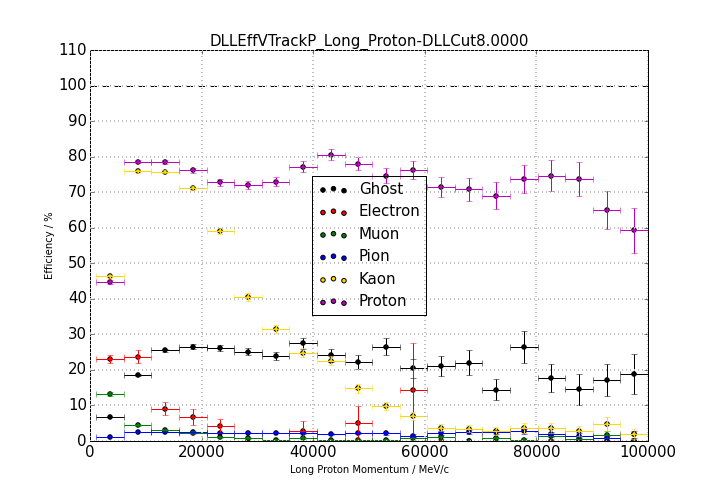 DLLEffVTrackP_Long_Proton-DLLCut8.0000
110
100
90
80
70
60
50
40
30
20
10
0
Efficiency / %
Ghost
Electron
Muon
Pion
Kaon
Proton
0 20000 40000 60000 80000 100000
Long Proton Momentum / MeV/c